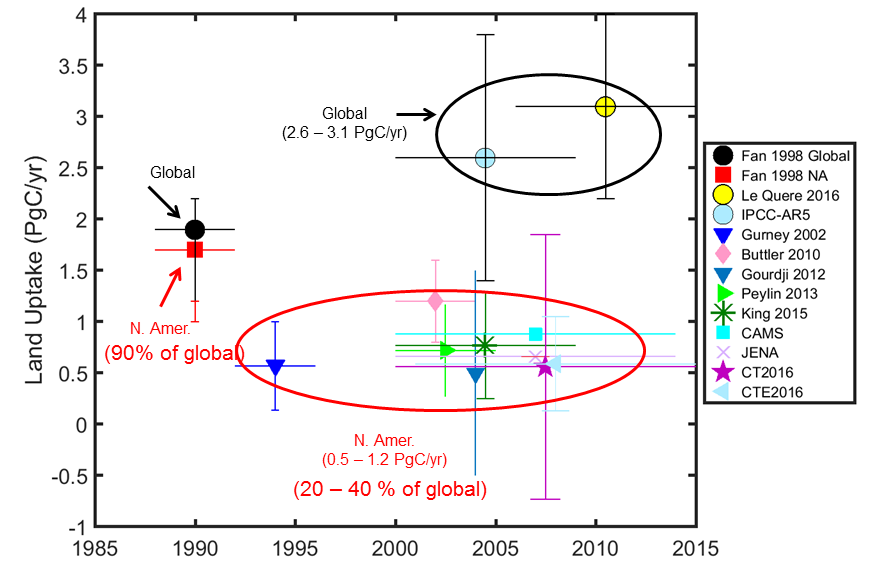 4
3.5
3
2.5
2
1.5
1
0.5
0
-0.5
-1
1985
1990
1995
2000
2005
2010
2015
Land Uptake (PgC/yr)
Global
(2.6 – 3.1 PgC/yr)
Global
N. Amer.
(90% of global)
N. Amer.
(0.5 – 1.2 PgC/yr)
(20 – 40 % of global)
Fan 1998 Global
Fan 1998 NA
Le Quere 2016
IPCC-AR5
Gurney 2002
Buttler 2010
Gourdji 2012
Peylin 2013
King 2015
CAMS
JENA
CT2016
CTE2016